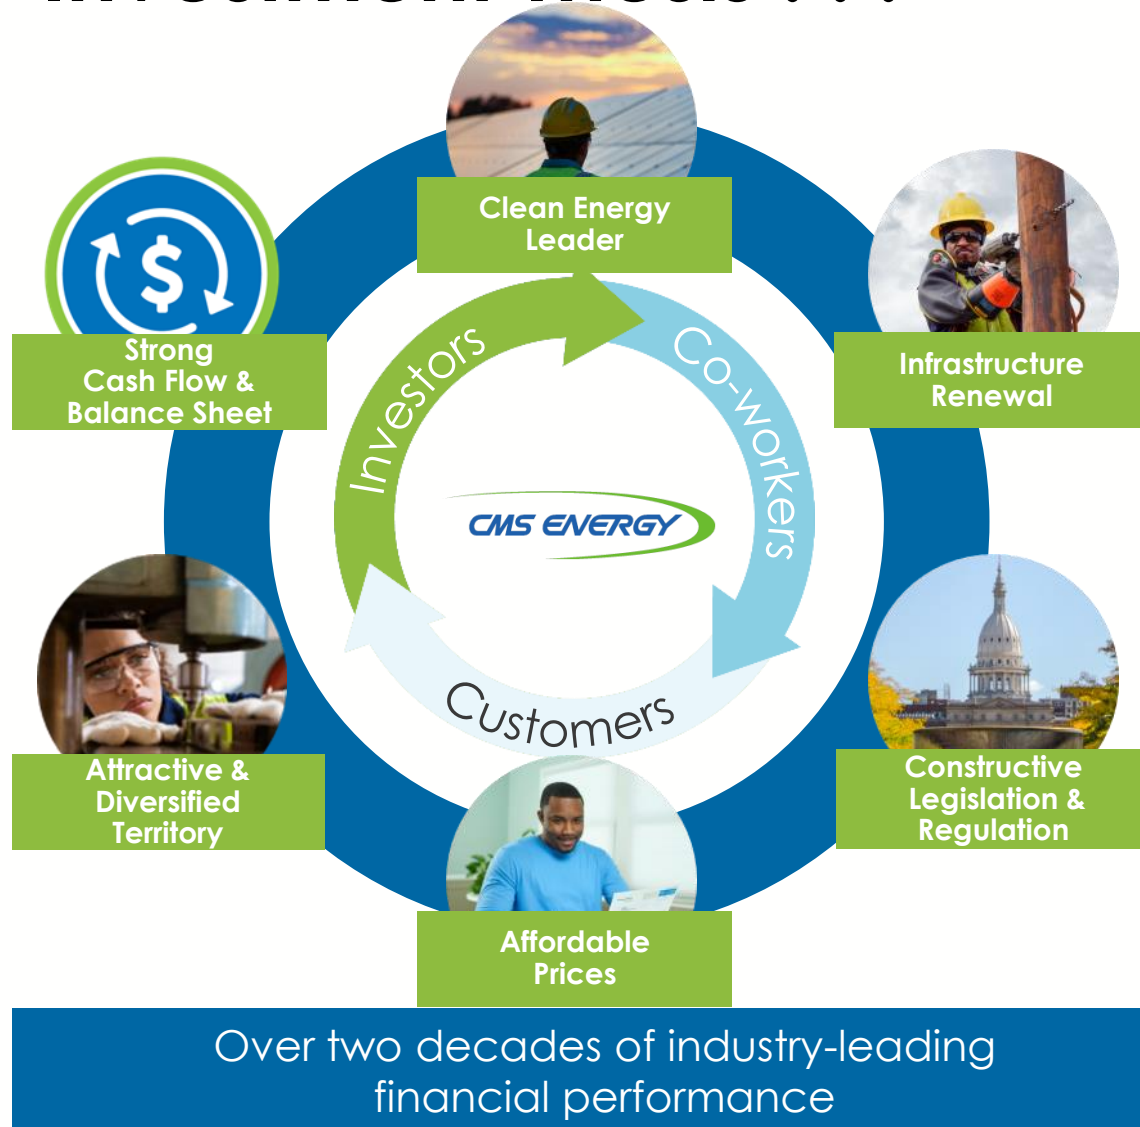 Clean Energy
Leader
Strong
Cash Flow &
Balance Sheet
Infrastructure
Renewal
Investors
Co-workers
CMS ENERGY
Customers
Attractive &
Diversified
Territory
Constructive
Legislation &
Regulation
Affordable
Prices
Over two decades of industry-leading
financial performance